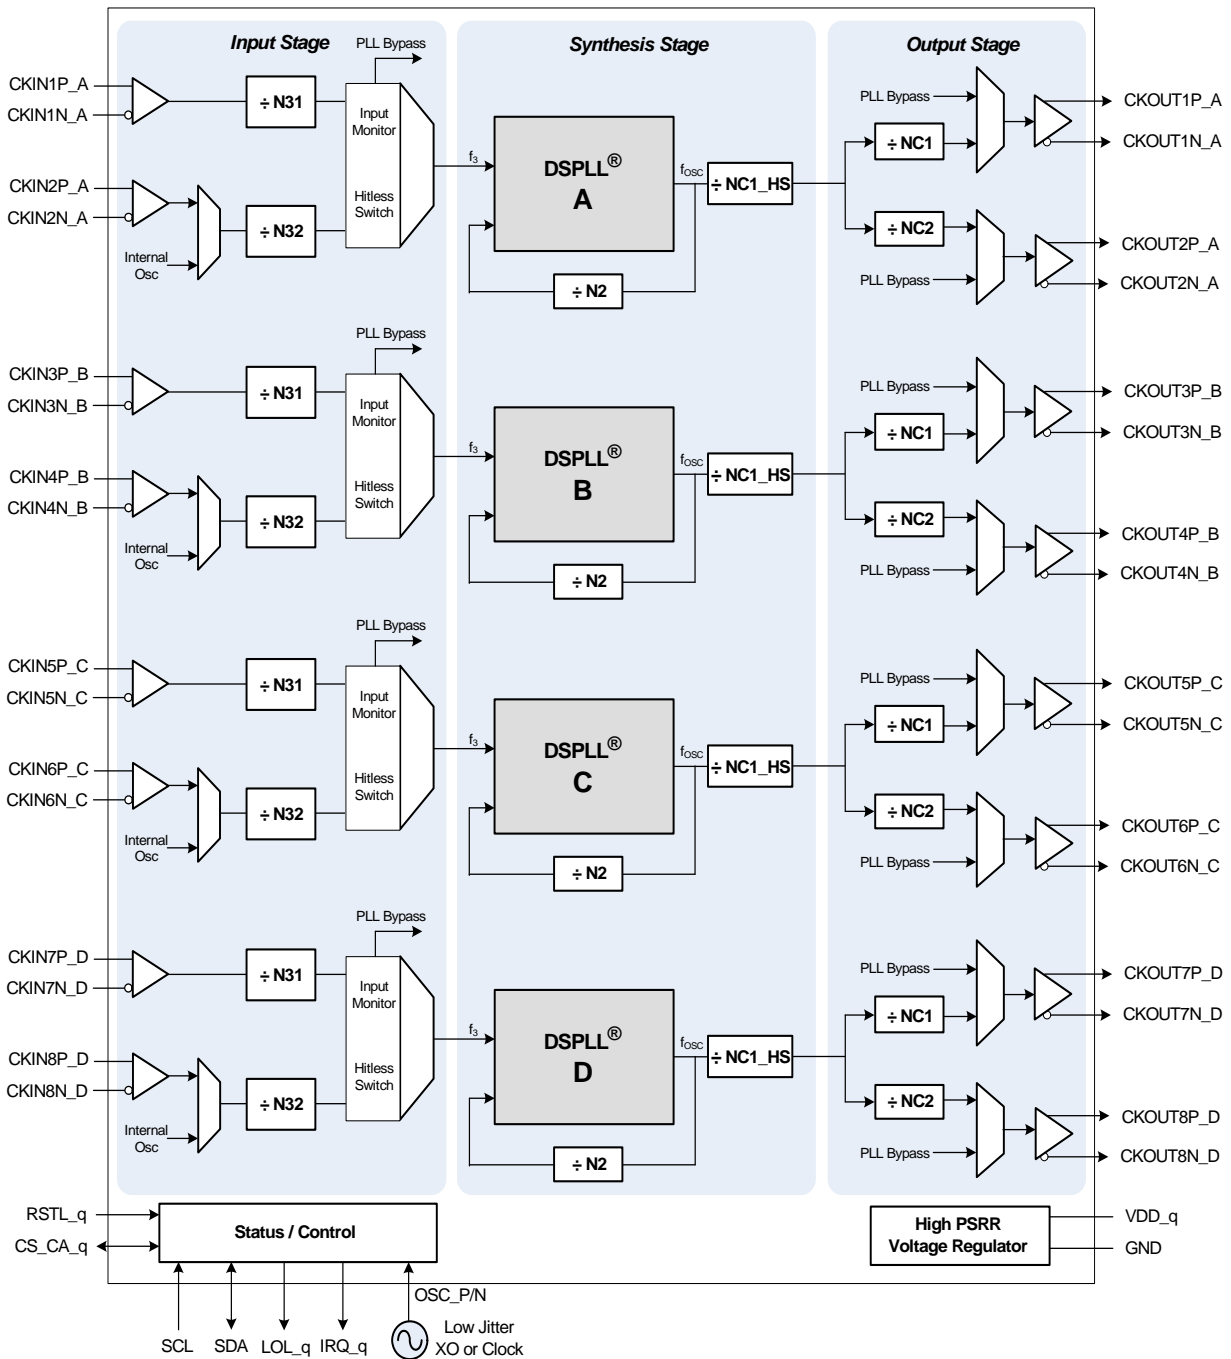 Input Stage
Synthesis Stage
Output Stage
PLL Bypass
CKIN1P_A
CKIN1N_A
÷ N31
Input
Monitor
CKIN2P_A
CKIN2N_A
÷ N32
Hitless
Switch
Internal
Osc
f3
DSPLL®
A
fOSC
÷ NC1_HS
÷ N2
PLL Bypass
÷ NC1
CKOUT1P_A
CKOUT1N_A
÷ NC2
PLL Bypass
CKOUT2P_A
CKOUT2N_A
PLL Bypass
CKIN3P_B
CKIN3N_B
÷ N31
Input
Monitor
CKIN4P_B
CKIN4N_B
÷ N32
Hitless
Switch
Internal
Osc
f3
DSPLL®
B
fOSC
÷ NC1_HS
÷ N2
PLL Bypass
÷ NC1
CKOUT3P_B
CKOUT3N_B
÷ NC2
PLL Bypass
CKOUT4P_B
CKOUT4N_B
PLL Bypass
CKIN5P_C
CKIN5N_C
÷ N31
Input
Monitor
CKIN6P_C
CKIN6N_C
÷ N32
Hitless
Switch
Internal
Osc
f3
DSPLL®
C
fOSC
÷ NC1_HS
÷ N2
PLL Bypass
÷ NC1
CKOUT5P_C
CKOUT5N_C
÷ NC2
PLL Bypass
CKOUT6P_C
CKOUT6N_C
PLL Bypass
CKIN7P_D
CKIN7N_D
÷ N31
Input
Monitor
CKIN8P_D
CKIN8N_D
÷ N32
Hitless
Switch
Internal
Osc
f3
DSPLL®
D
fOSC
÷ NC1_HS
÷ N2
PLL Bypass
÷ NC1
CKOUT7P_D
CKOUT7N_D
÷ NC2
PLL Bypass
CKOUT8P_D
CKOUT8N_D
RSTL_q
CS_CA_q
Status / Control
High PSRR
Voltage Regulator
VDD_q
GND
SCL
SDA
LOL_q
IRQ_q
OSC_P/N
Low Jitter
XO or Clock